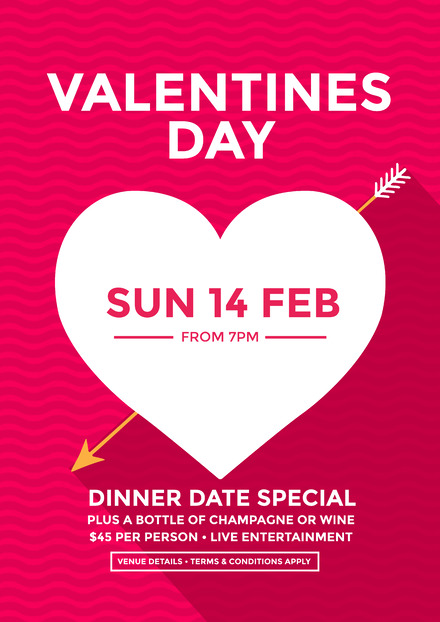 VALENTINES
DAY
SUN 14 FEB
FROM 7PM
DINNER DATE SPECIAL
PLUS A BOTTLE OF CHAMPAGNE OR WINE
$45 PER PERSON • LIVE ENTERTAINMENT
VENUE DETAILS • TERMS & CONDITIONS APPLY